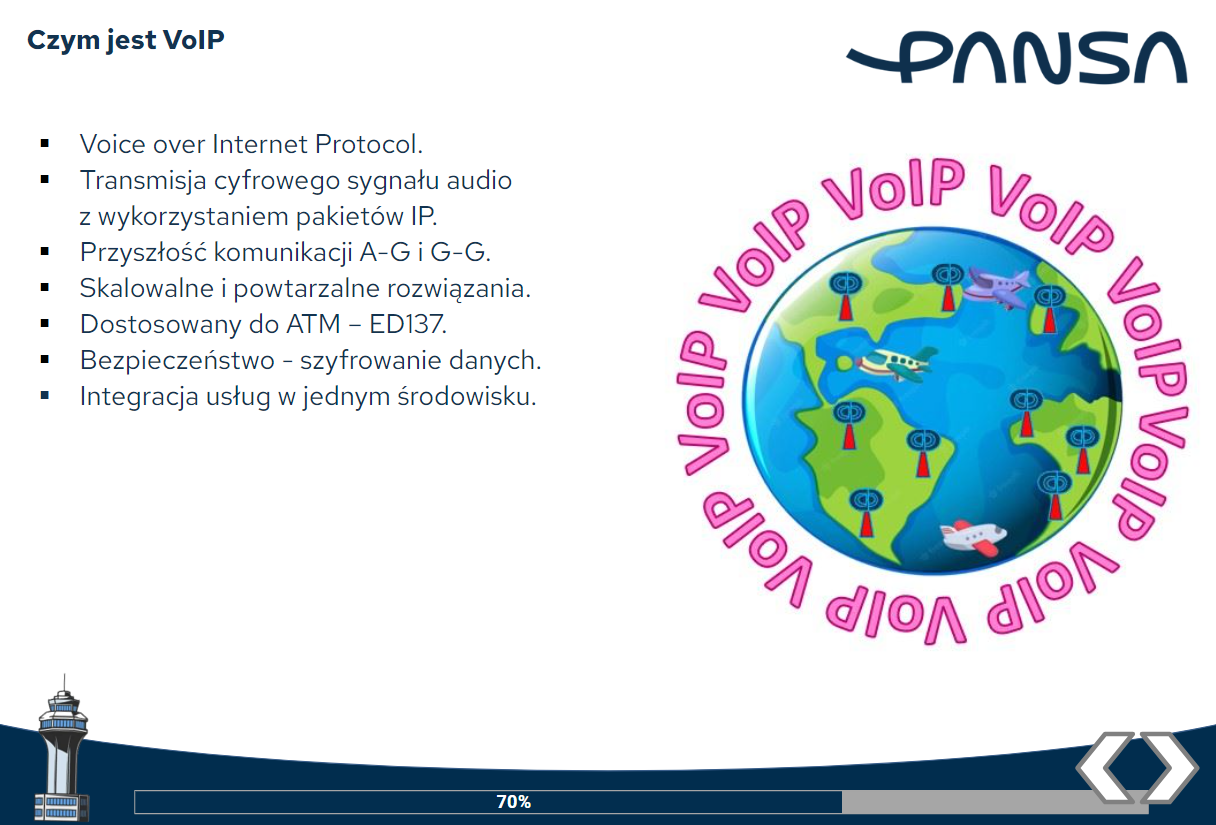 Czym jest VoIP
PANSA
▪ Voice over Internet Protocol.
▪ Transmisja cyfrowego sygnału audio
z wykorzystaniem pakietów IP.
▪ Przyszłość komunikacji A-G i G-G.
▪ Skalowalne i powtarzalne rozwiązania.
▪ Dostosowany do ATM – ED137.
▪ Bezpieczeństwo - szyfrowanie danych.
▪ Integracja usług w jednym środowisku.
VoIP VoIP VoIP VoIP VoIP VoIP VoIP VoIP VoIP VoIP
70%